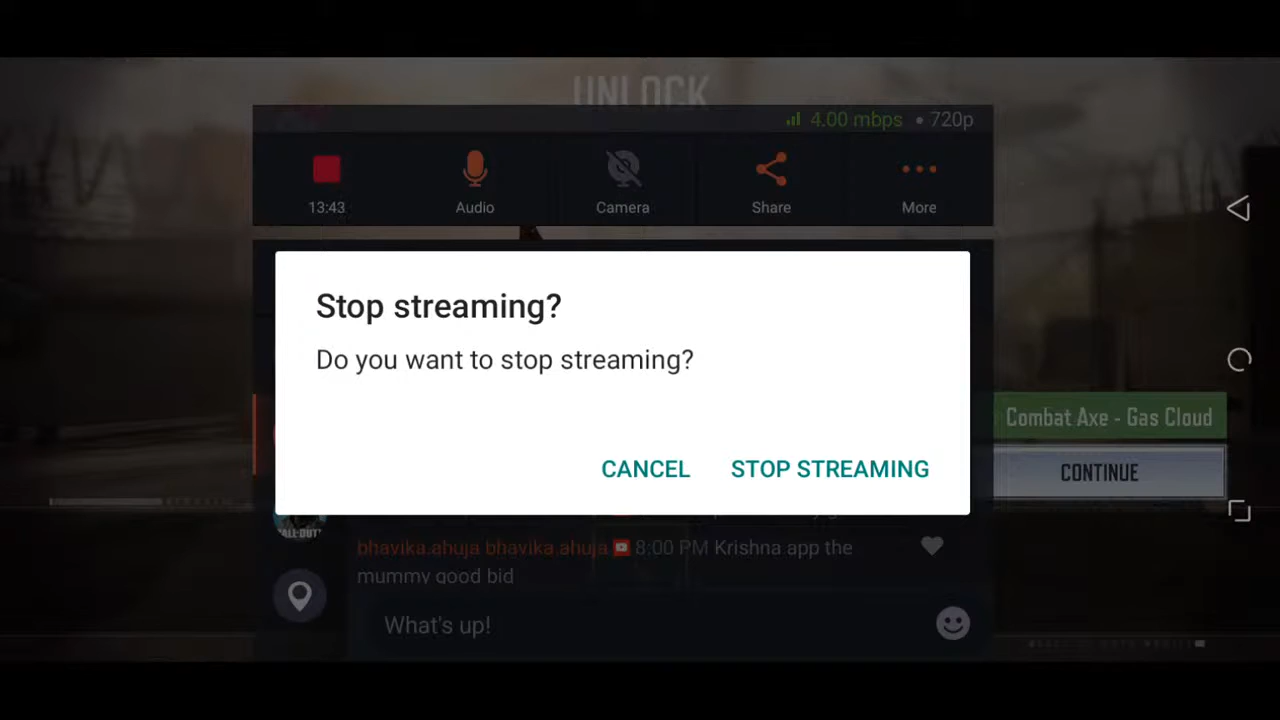 UNLOCK
4.00 mbps • 720p
13:43
Audio
Camera
Share
More
Stop streaming?
Do you want to stop streaming?
CANCEL
STOP STREAMING
Combat Axe - Gas Cloud
CONTINUE
bhavika.ahuja bhavika.ahuja 8:00 PM Krishna.app the
mummy good bid
What's up!